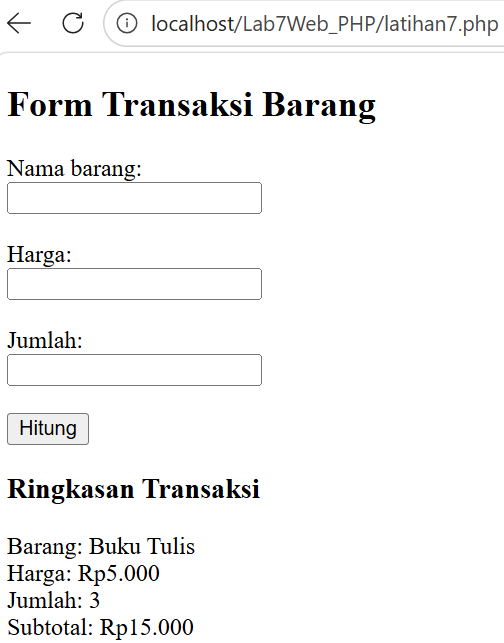 localhost/Lab7Web_PHP/latihan7.php
Form Transaksi Barang
Nama barang:
Harga:
Jumlah:
Hitung
Ringkasan Transaksi
Barang: Buku Tulis
Harga: Rp5.000
Jumlah: 3
Subtotal: Rp15.000